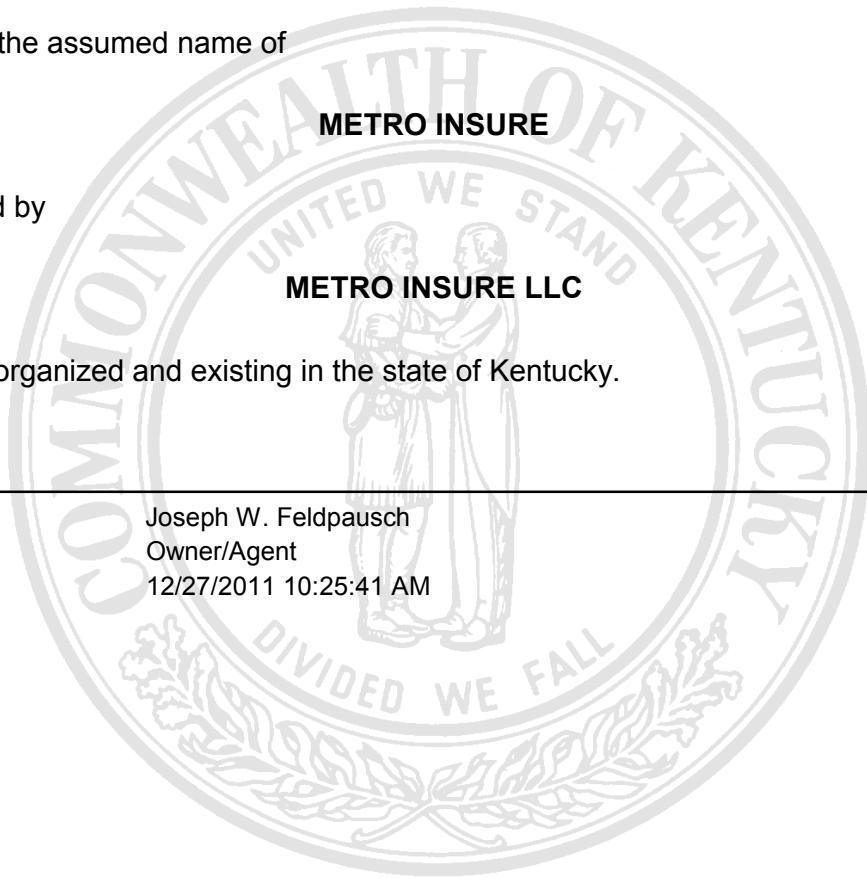 the assumed name of
METRO INSURE
d by
METRO INSURE LLC
organized and existing in the state of Kentucky.
Joseph W. Feldpausch
Owner/Agent
12/27/2011 10:25:41 AM
COMMONWEALTH OF KENTUCKY
UNITED WE STAND
DIVIDED WE FALL